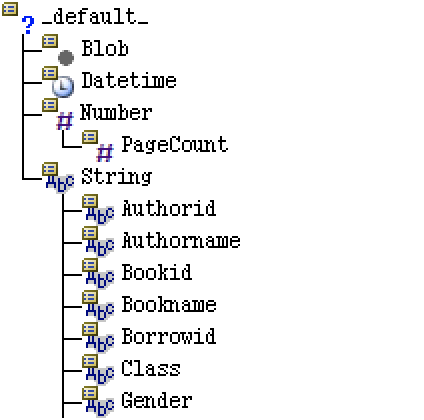 _default_
Blob
Datetime
Number
PageCount
String
Authorid
Authorname
Bookid
Bookname
Borrowid
Class
Gender